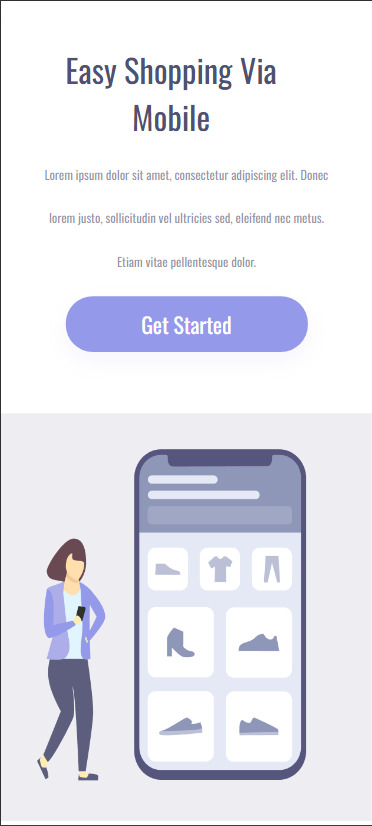 Easy Shopping Via
Mobile
Lorem ipsum dolor sit amet, consectetur adipiscing elit. Donec
lorem justo, sollicitudin vel ultricies sed, eleifend nec metus.
Etiam vitae pellentesque dolor.
Get Started